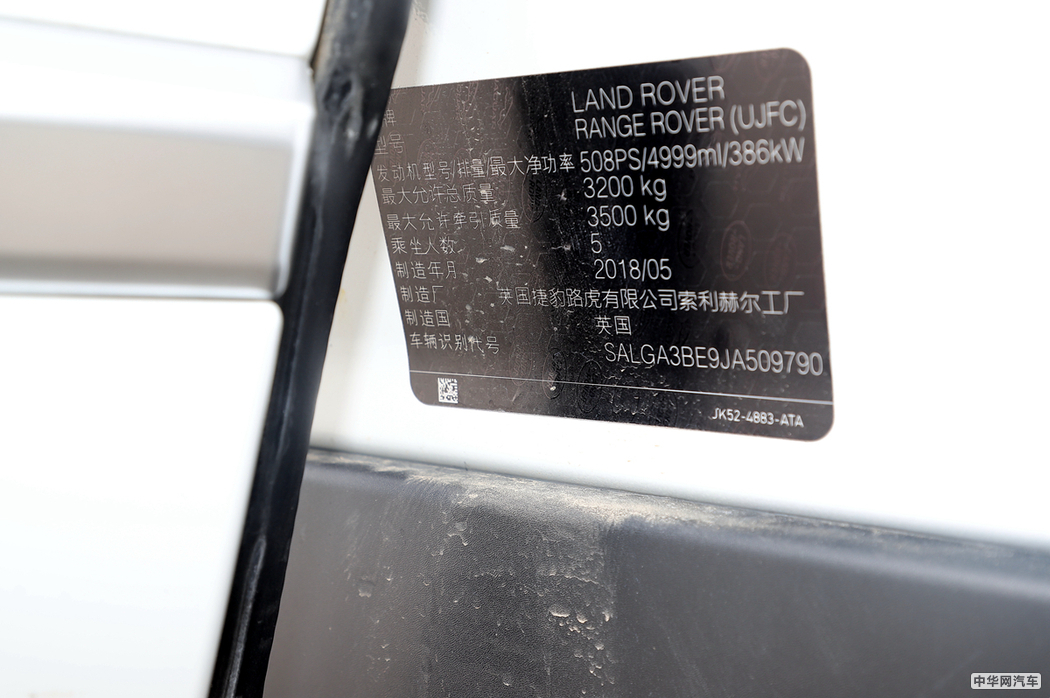 牌 LAND ROVER
型号 RANGE ROVER (UJFC)
发动机型号/排量/最大净功率 508PS/4999ml/386kW
最大允许总质量 3200 kg
最大允许牵引质量 3500 kg
乘坐人数 5
制造年月 2018/05
制造厂 英国捷豹路虎有限公司索利赫尔工厂
制造国 英国
车辆识别代号 SALGA3BE9JA509790
JK52-4883-ATA
中华网汽车